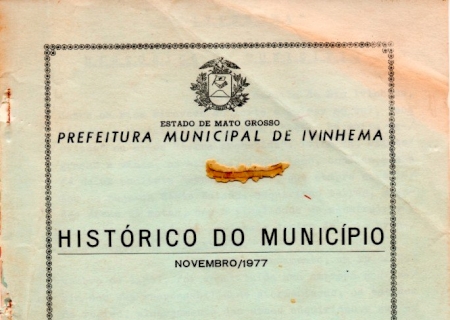 ESTADO DE MATO GROSSO
PREFEITURA MUNICIPAL DE IVINHEMA
HISTÓRICO DO MUNICÍPIO
NOVEMBRO/1977